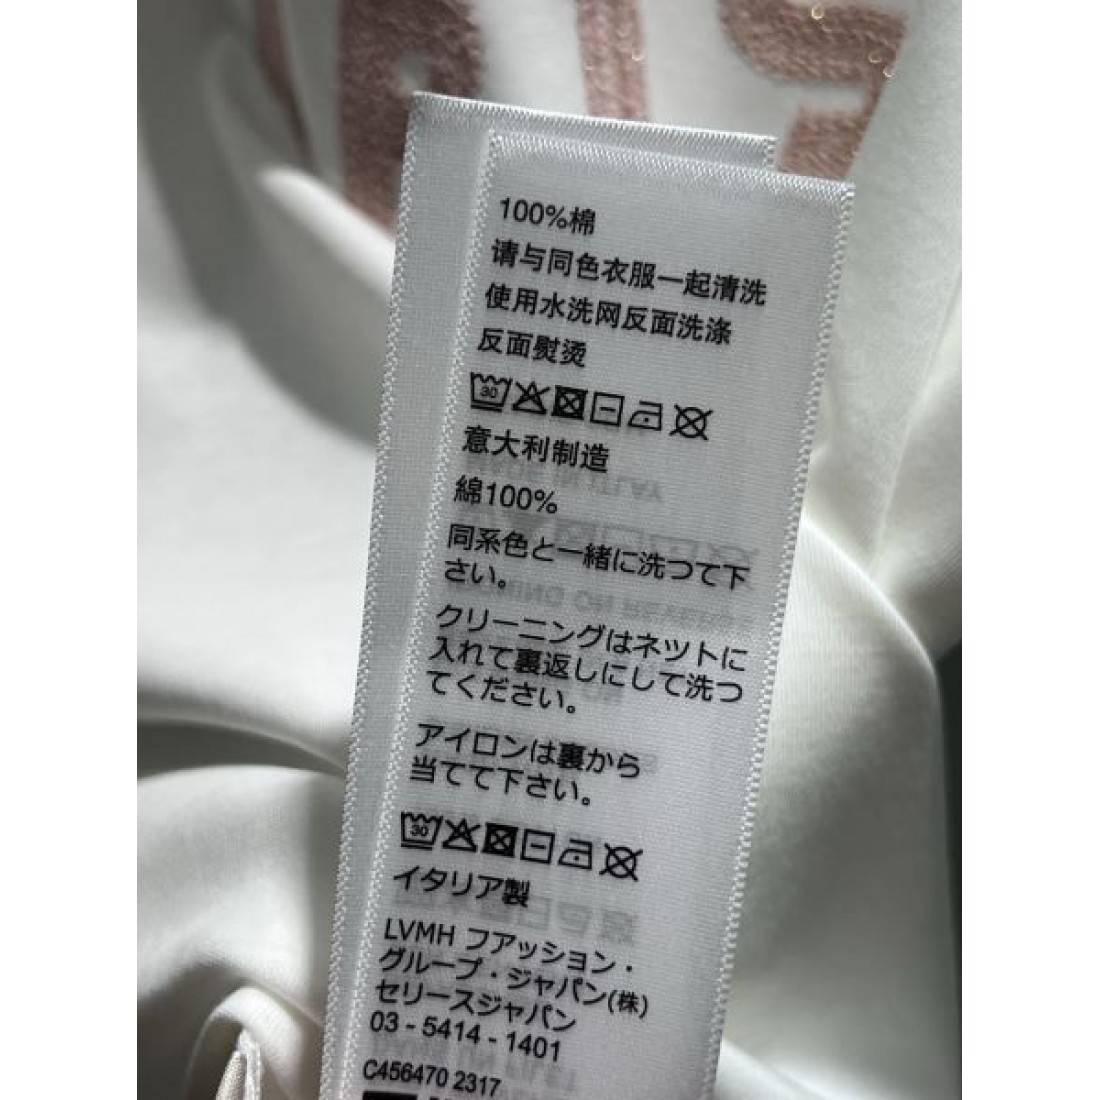 100%棉
请与同色衣服一起清洗
使用水洗网反面洗涤
反面熨烫
30
意大利制造
綿100%
同系色と一緒に洗つて下
さい。
クリーニングはネットに
入れて裏返しにして洗つ
てください。
アイロンは裏から
当てて下さい。
30
イタリア製
LVMH フアッション・
グループ・ジャパン(株)
セリースジャパン
03 - 5414 - 1401
C456470 2317